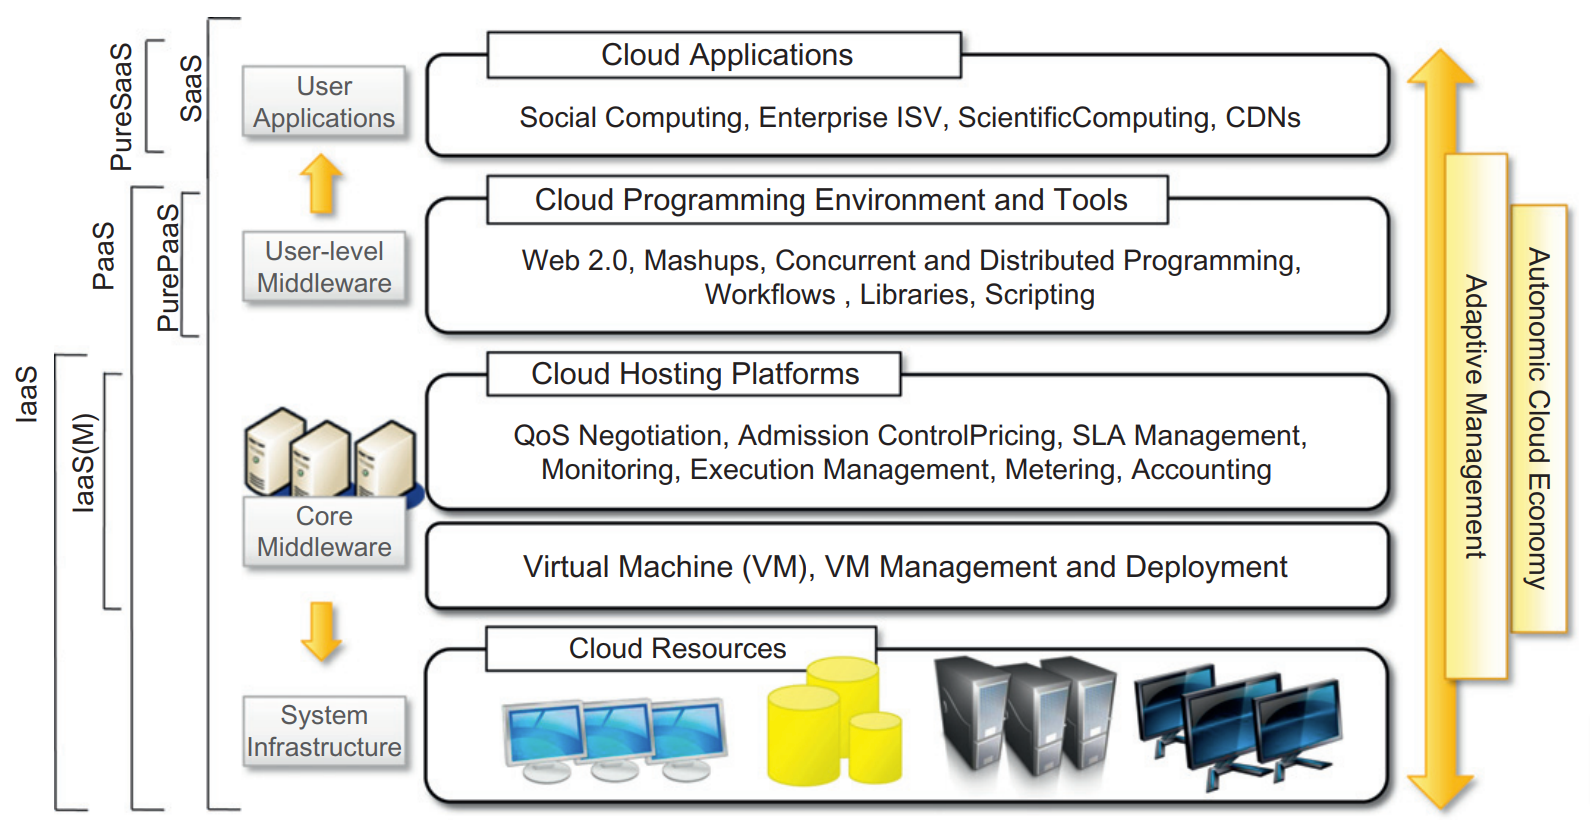 PureSaaS
SaaS
User
Applications
Cloud Applications
Social Computing, Enterprise ISV, ScientificComputing, CDNs
PaaS
PurePaaS
User-level
Middleware
Cloud Programming Environment and Tools
Web 2.0, Mashups, Concurrent and Distributed Programming,
Workflows , Libraries, Scripting
IaaS
IaaS(M)
Core
Middleware
Cloud Hosting Platforms
QoS Negotiation, Admission ControlPricing, SLA Management,
Monitoring, Execution Management, Metering, Accounting
Virtual Machine (VM), VM Management and Deployment
System
Infrastructure
Cloud Resources
Adaptive Management
Autonomic Cloud Economy